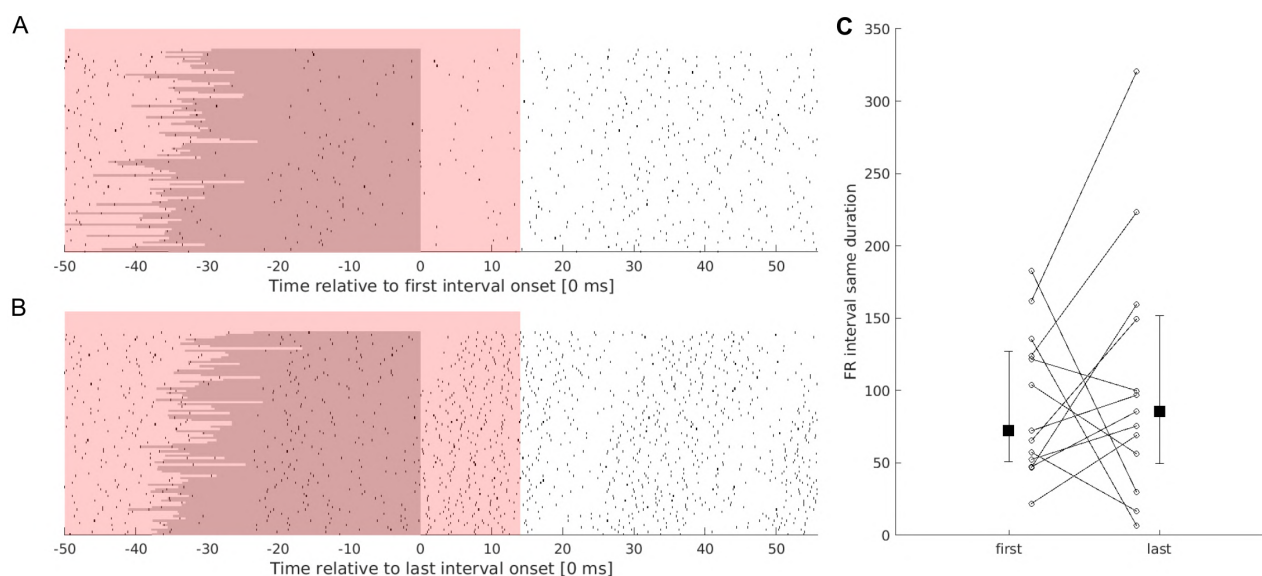 A
-50 -40 -30 -20 -10 0 10 20 30 40 50
Time relative to first interval onset [0 ms]
B
-50 -40 -30 -20 -10 0 10 20 30 40 50
Time relative to last interval onset [0 ms]
C
FR interval same duration
350
300
250
200
150
100
50
0
first last